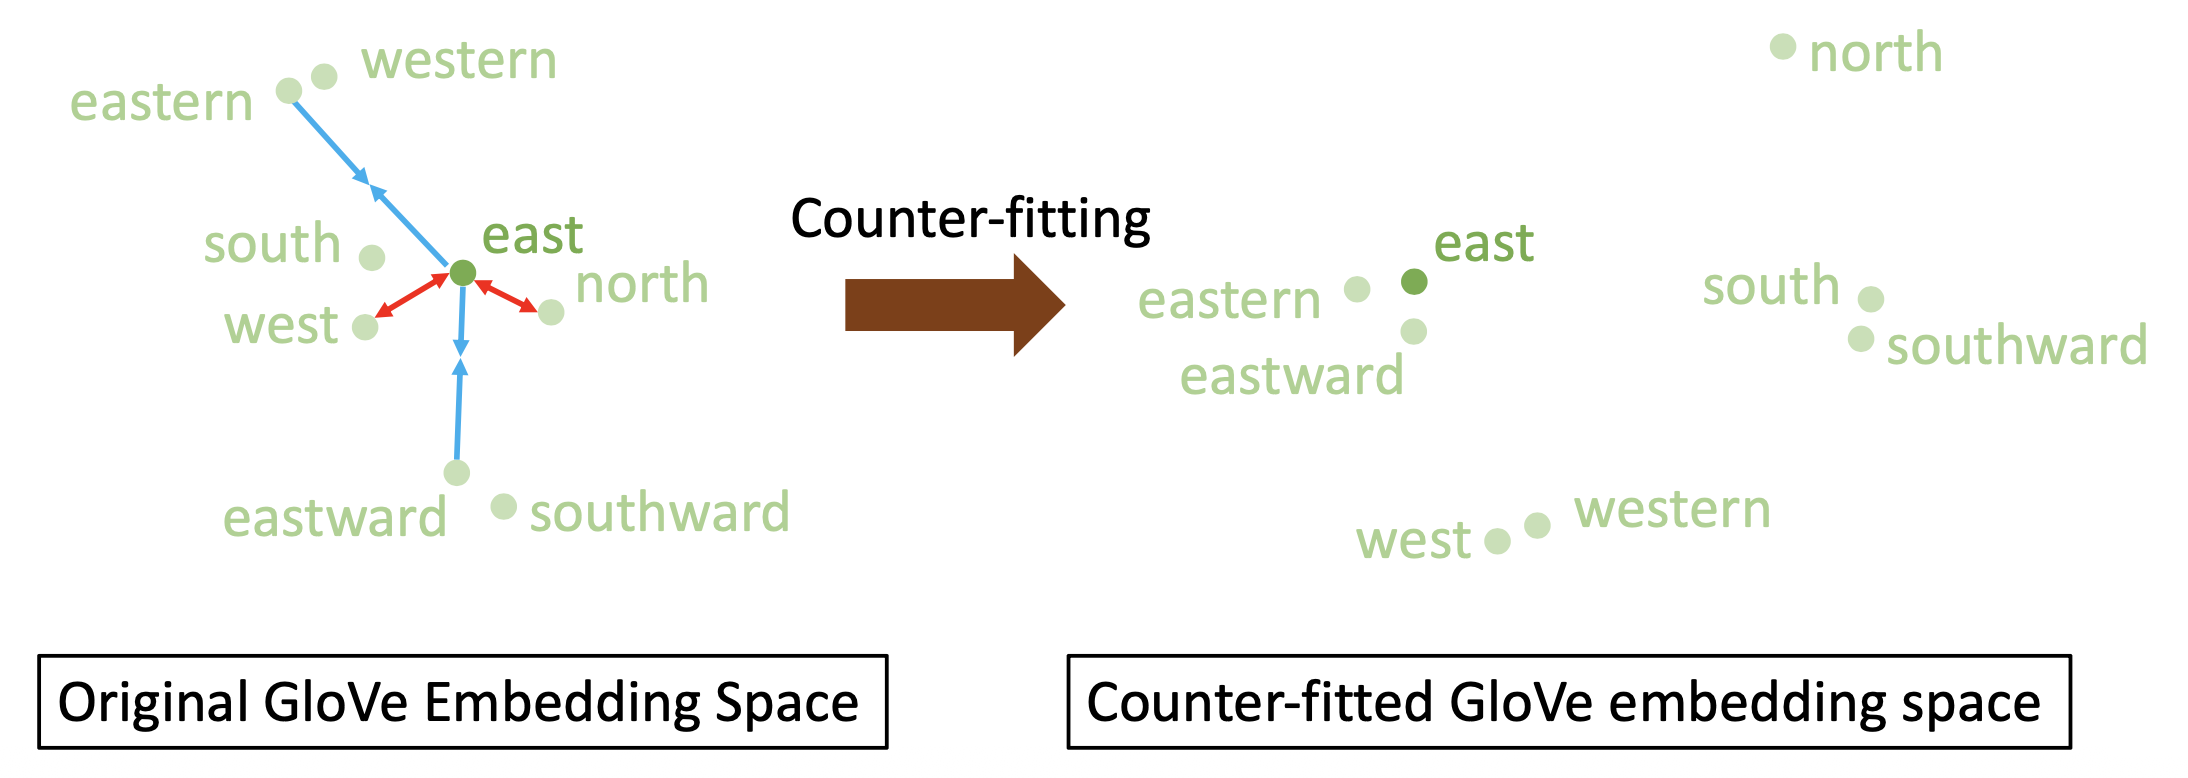 western
eastern
south
east
north
west
eastward
southward
Counter-fitting
north
east
eastern
eastward
south
southward
west
western
Original GloVe Embedding Space
Counter-fitted GloVe embedding space